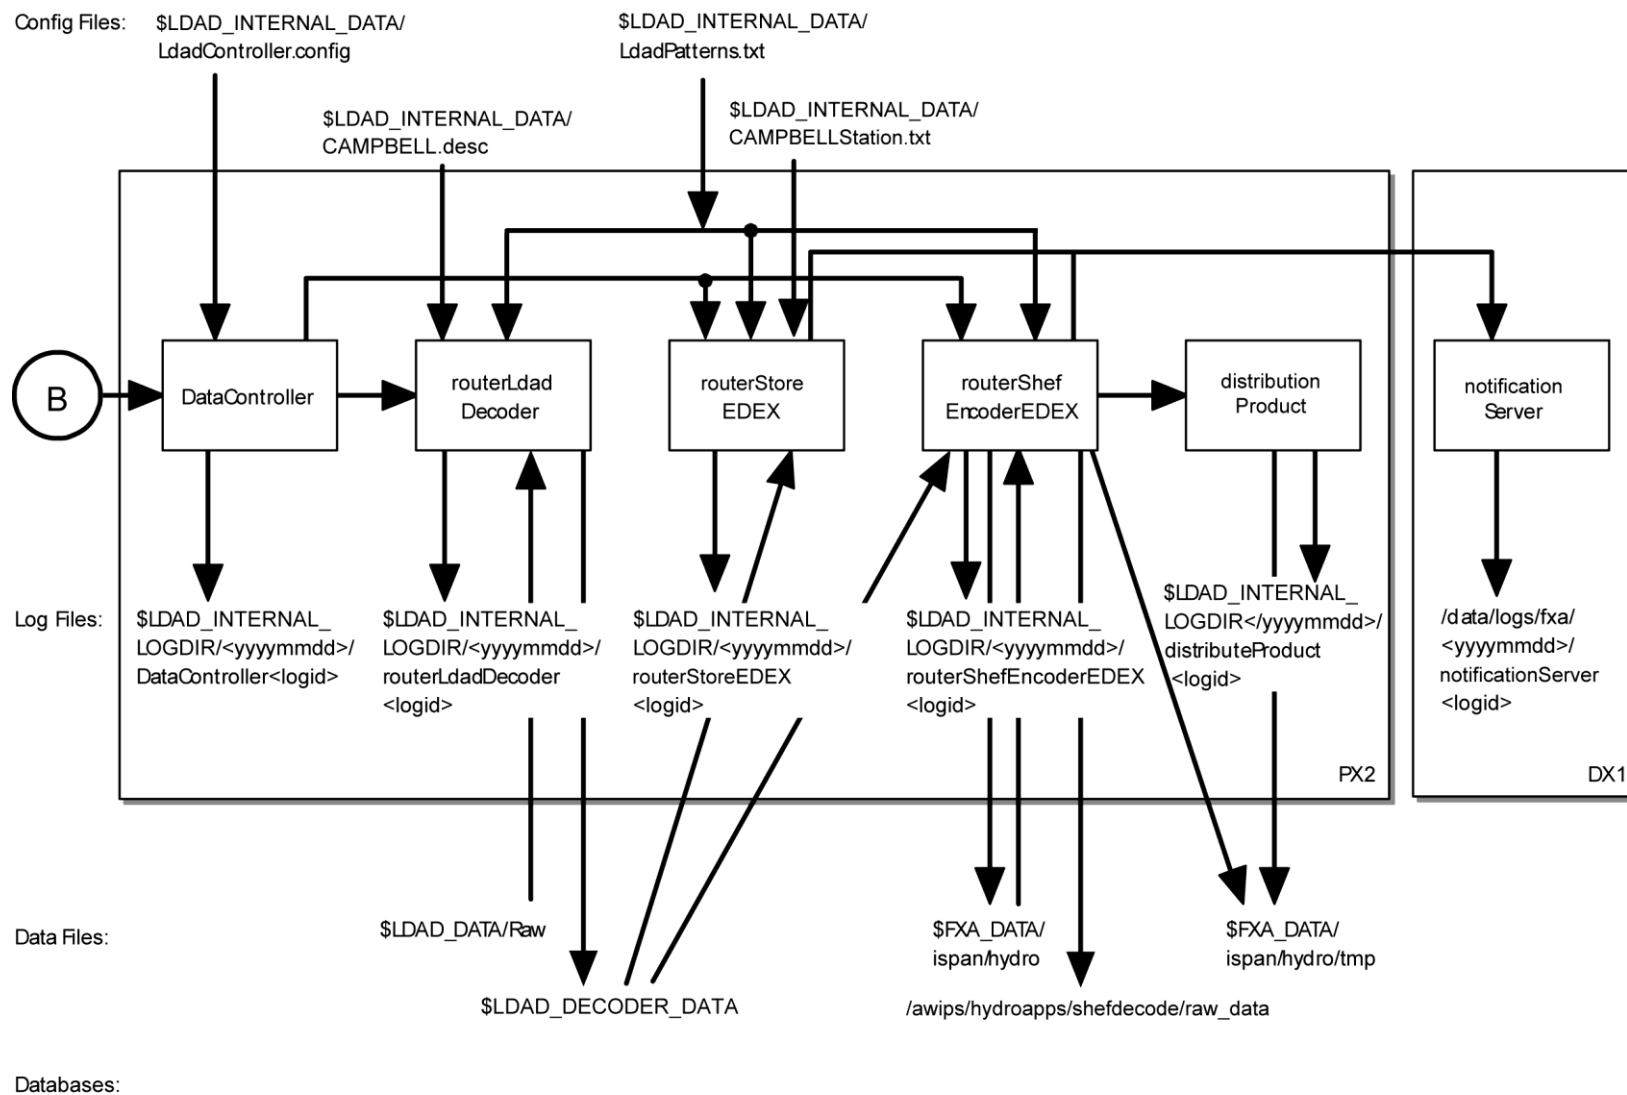 Config Files:
$LDAD_INTERNAL_DATA/
LdadController.config
$LDAD_INTERNAL_DATA/
LdadPatterns.txt
$LDAD_INTERNAL_DATA/
CAMPBELL.desc
$LDAD_INTERNAL_DATA/
CAMPBELLStation.txt
B
DataController
routerLdad
Decoder
routerStore
EDEX
routerShef
EncoderEDEX
distribution
Product
notification
Server
Log Files:
$LDAD_INTERNAL_
LOGDIR/<yyyymmdd>/
DataController<logid>
$LDAD_INTERNAL_
LOGDIR/<yyyymmdd>/
routerLdadDecoder
<logid>
$LDAD_INTERNAL_
LOGDIR/<yyyymmdd>/
routerStoreEDEX
<logid>
$LDAD_INTERNAL_
LOGDIR/<yyyymmdd>/
routerShefEncoderEDEX
<logid>
$LDAD_INTERNAL_
LOGDIR</yyyymmdd>/
distributeProduct
<logid>
/data/logs/fxa/
<yyyymmdd>/
notificationServer
<logid>
PX2
DX1
Data Files:
$LDAD_DATA/Raw
$LDAD_DECODER_DATA
$FXA_DATA/
ispan/hydro
/awips/hydroapps/shefdecode/raw_data
$FXA_DATA/
ispan/hydro/tmp
Databases: